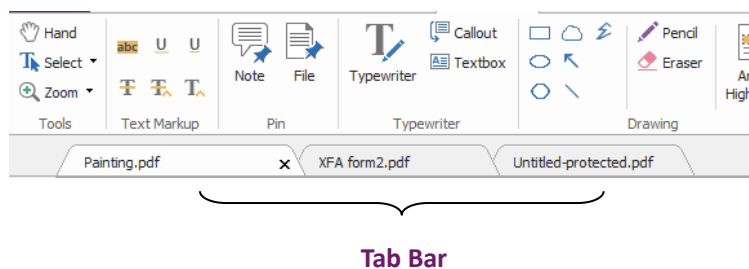 Hand
Select
Zoom
Tools
abc U U
T T T
Text Markup
Note
File
Pin
Typewriter
Callout
Textbox
Typewriter
Pencil
Eraser
Drawing
Painting.pdf
XFA form2.pdf
Untitled-protected.pdf
Tab Bar